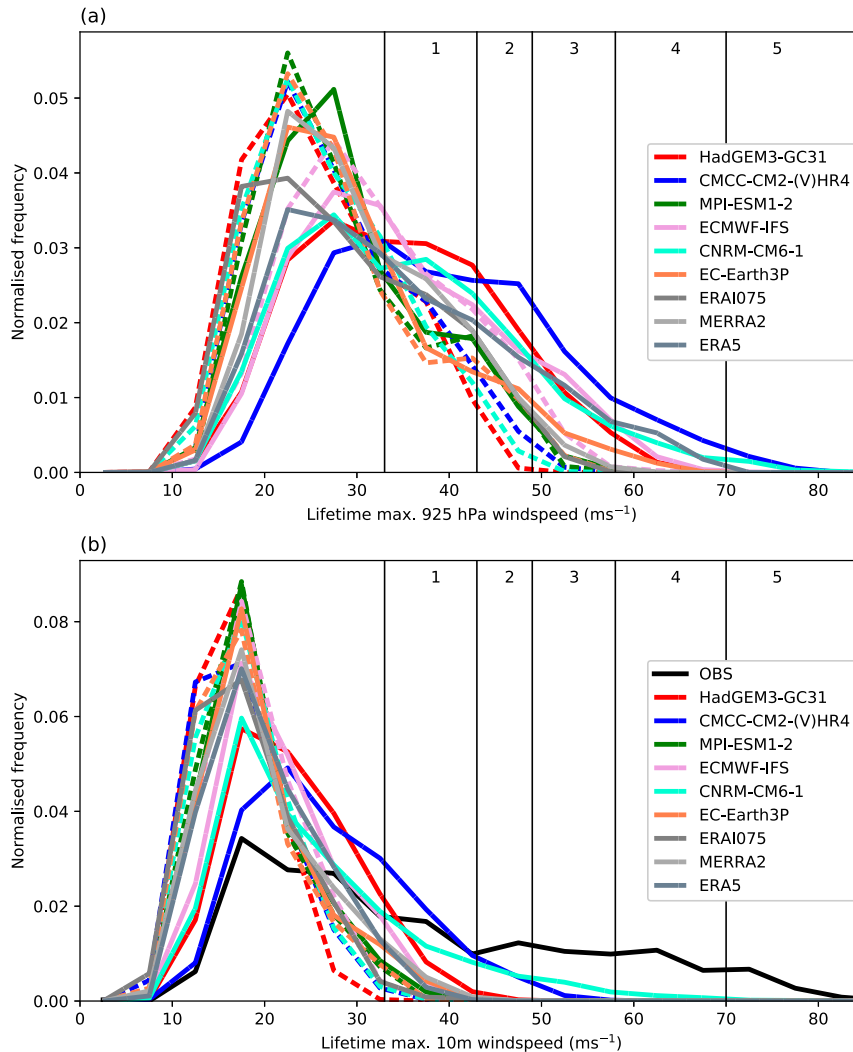 (a)
1 2 3 4 5
0.05
0.04
0.03
0.02
0.01
0.00
Normalised frequency
HadGEM3-GC31
CMCC-CM2-(V)HR4
MPI-ESM1-2
ECMWF-IFS
CNRM-CM6-1
EC-Earth3P
ERAI075
MERRA2
ERA5
0 10 20 30 40 50 60 70 80
Lifetime max. 925 hPa windspeed (ms⁻¹)
(b)
1 2 3 4 5
0.08
0.06
0.04
0.02
0.00
Normalised frequency
OBS
HadGEM3-GC31
CMCC-CM2-(V)HR4
MPI-ESM1-2
ECMWF-IFS
CNRM-CM6-1
EC-Earth3P
ERAI075
MERRA2
ERA5
0 10 20 30 40 50 60 70 80
Lifetime max. 10m windspeed (ms⁻¹)